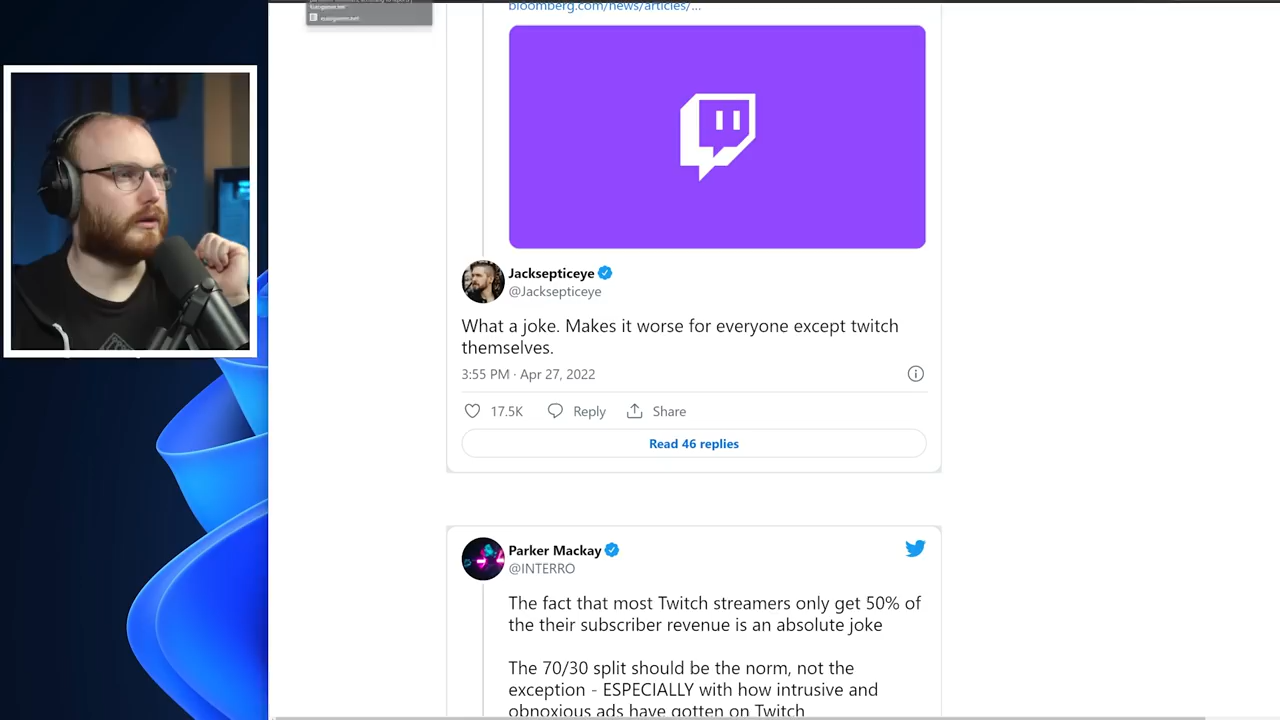 bloomberg.com/news/articles/...
Jacksepticeye
@Jacksepticeye
What a joke. Makes it worse for everyone except twitch
themselves.
3:55 PM · Apr 27, 2022
17.5K Reply Share
Read 46 replies
Parker Mackay
@INTERRO
The fact that most Twitch streamers only get 50% of
the their subscriber revenue is an absolute joke
The 70/30 split should be the norm, not the
exception - ESPECIALLY with how intrusive and
obnoxious ads have gotten on Twitch